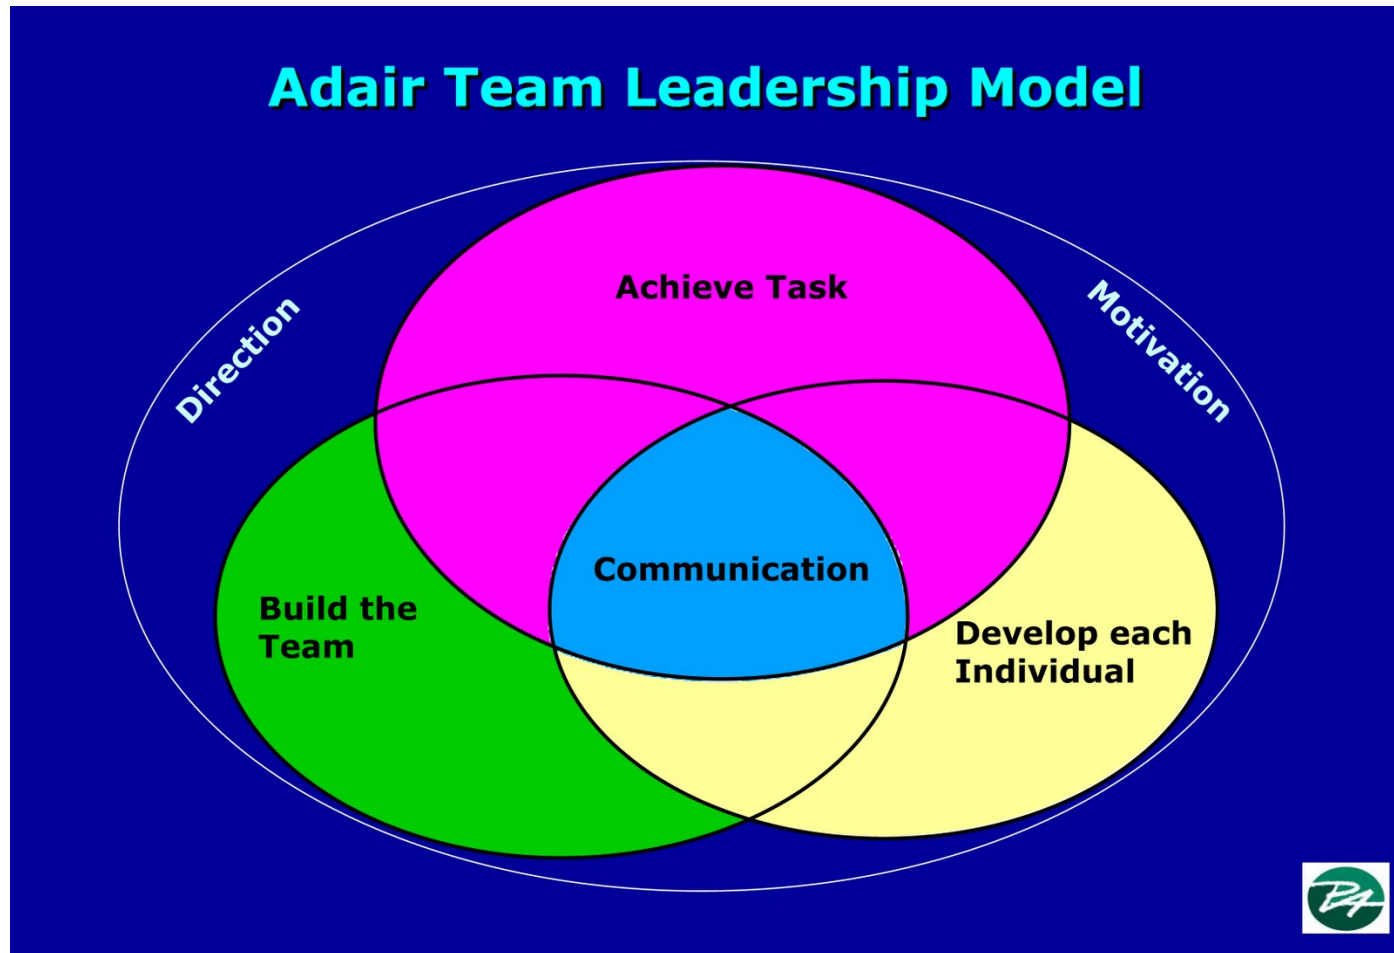 Adair Team Leadership Model
Achieve Task
Direction
Motivation
Communication
Build the
Team
Develop each
Individual